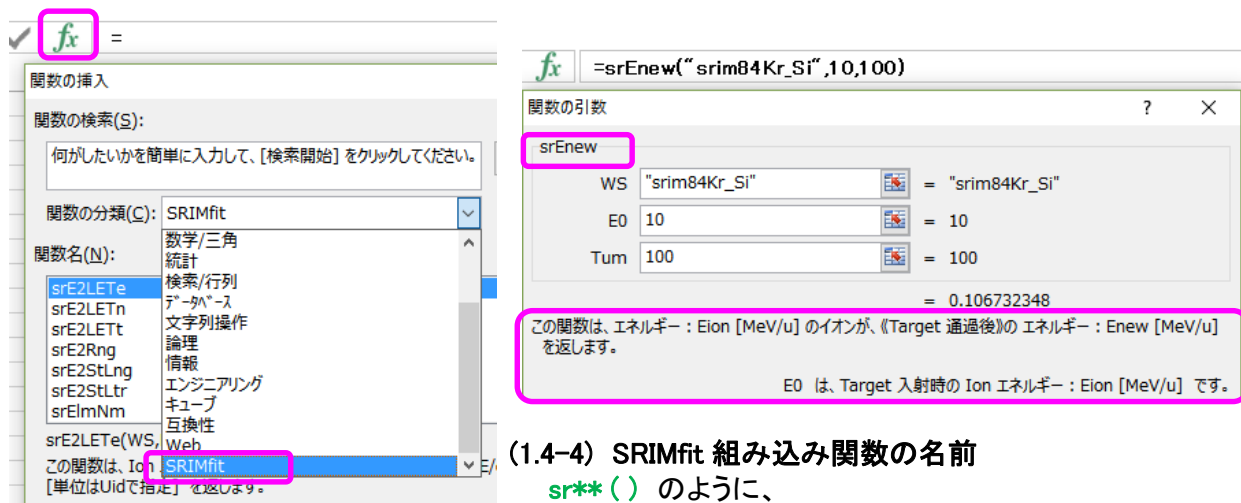 fx =
関数の挿入
関数の検索(S):
何がしたいかを簡単に入力して、[検索開始] をクリックしてください。
関数の分類(C): SRIMfit
数学/三角
統計
検索/行列
データベース
文字列操作
論理
情報
エンジニアリング
キューブ
互換性
Web
SRIMfit
関数名(N):
srE2LETe
srE2LETn
srE2LETt
srE2Rng
srE2StLng
srE2StLtr
srElmNm
srE2LETe(WS,
この関数は、Ion
[単位はUidで指定] を返します。
fx =srEnew("srim84Kr_Si",10,100)
関数の引数 ? ×
srEnew
WS "srim84Kr_Si" = "srim84Kr_Si"
E0 10 = 10
Tum 100 = 100
= 0.106732348
この関数は、エネルギー：Eion [MeV/u] のイオンが、《Target 通過後》の エネルギー：Enew [MeV/u]
を返します。
E0 は、Target 入射時の Ion エネルギー：Eion [MeV/u] です。
(1.4-4) SRIMfit 組み込み関数の名前
sr**( ) のように、